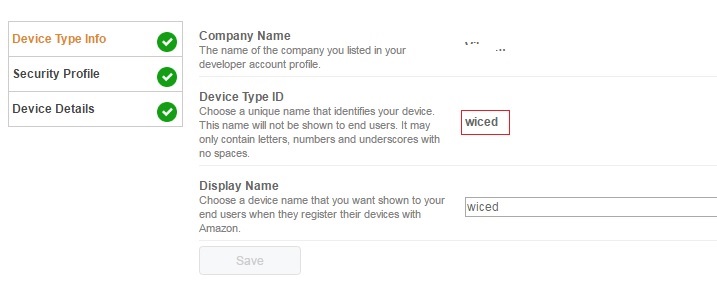 Device Type Info
Security Profile
Device Details
Company Name
The name of the company you listed in your
developer account profile.
Device Type ID
Choose a unique name that identifies your device.
This name will not be shown to end users. It may
only contain letters, numbers and underscores with
no spaces.
wiced
Display Name
Choose a device name that you want shown to your
end users when they register their devices with
Amazon.
wiced
Save